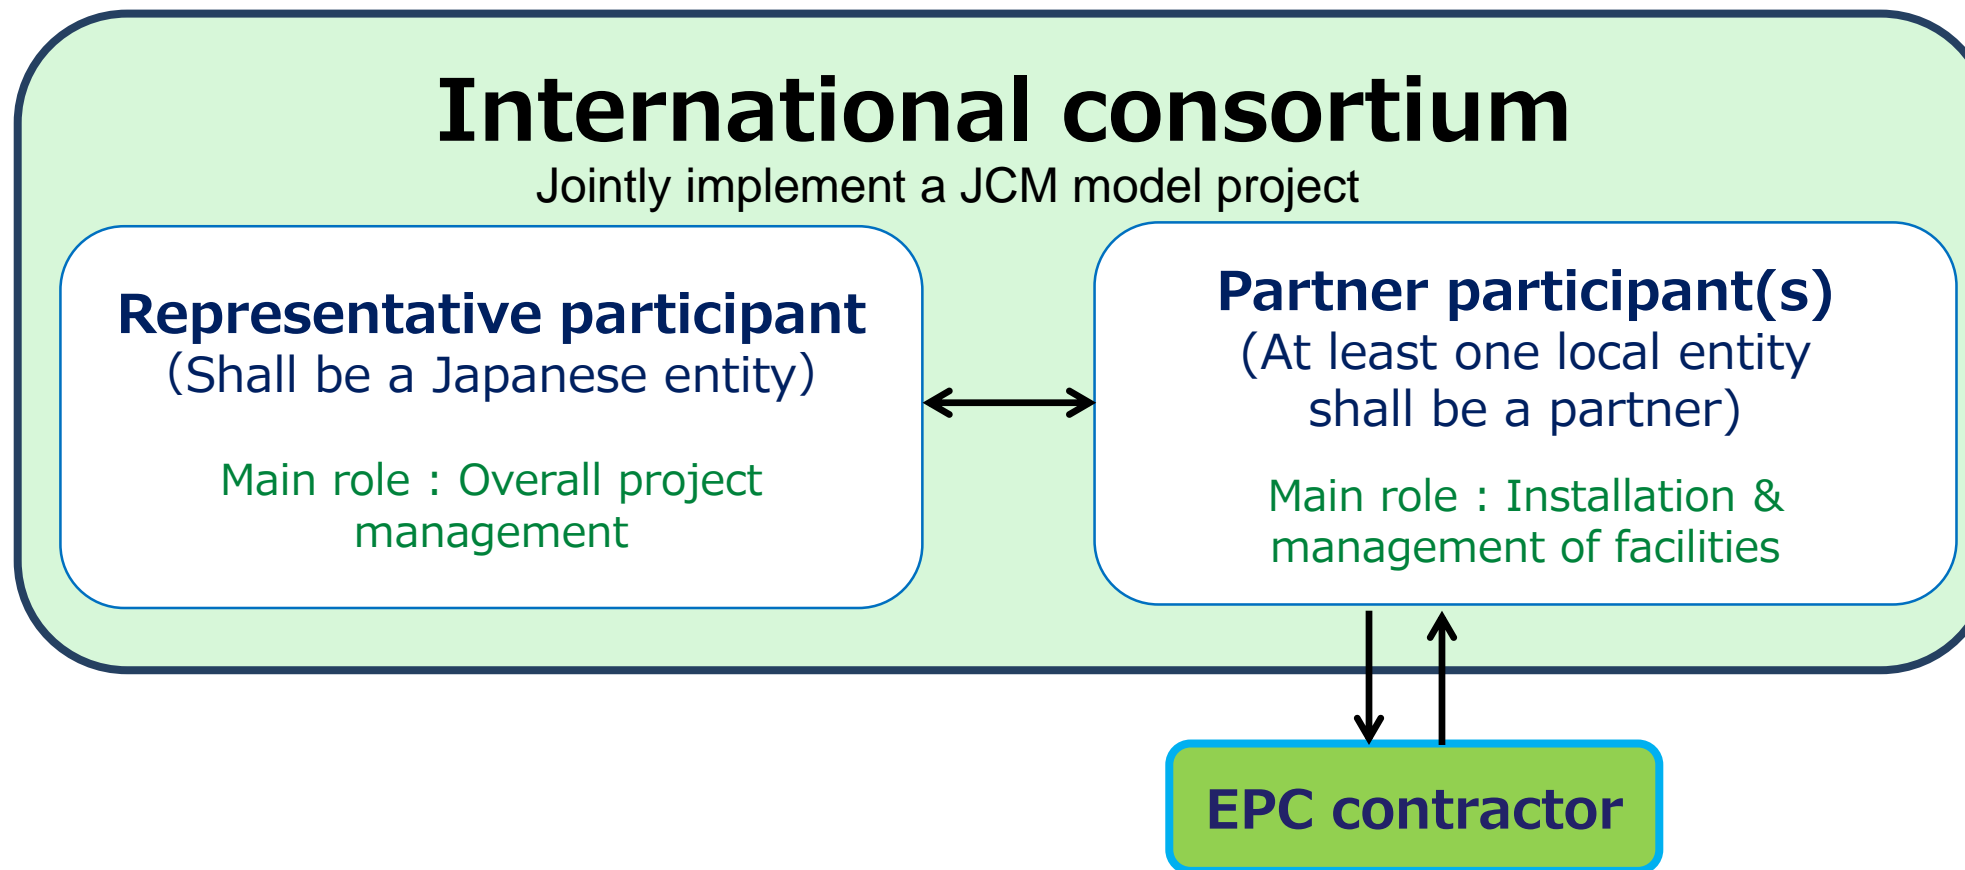 International consortium
Jointly implement a JCM model project
Representative participant
（Shall be a Japanese entity）
Main role : Overall project
management
Partner participant(s)
(At least one local entity
shall be a partner)
Main role : Installation &
management of facilities
EPC contractor